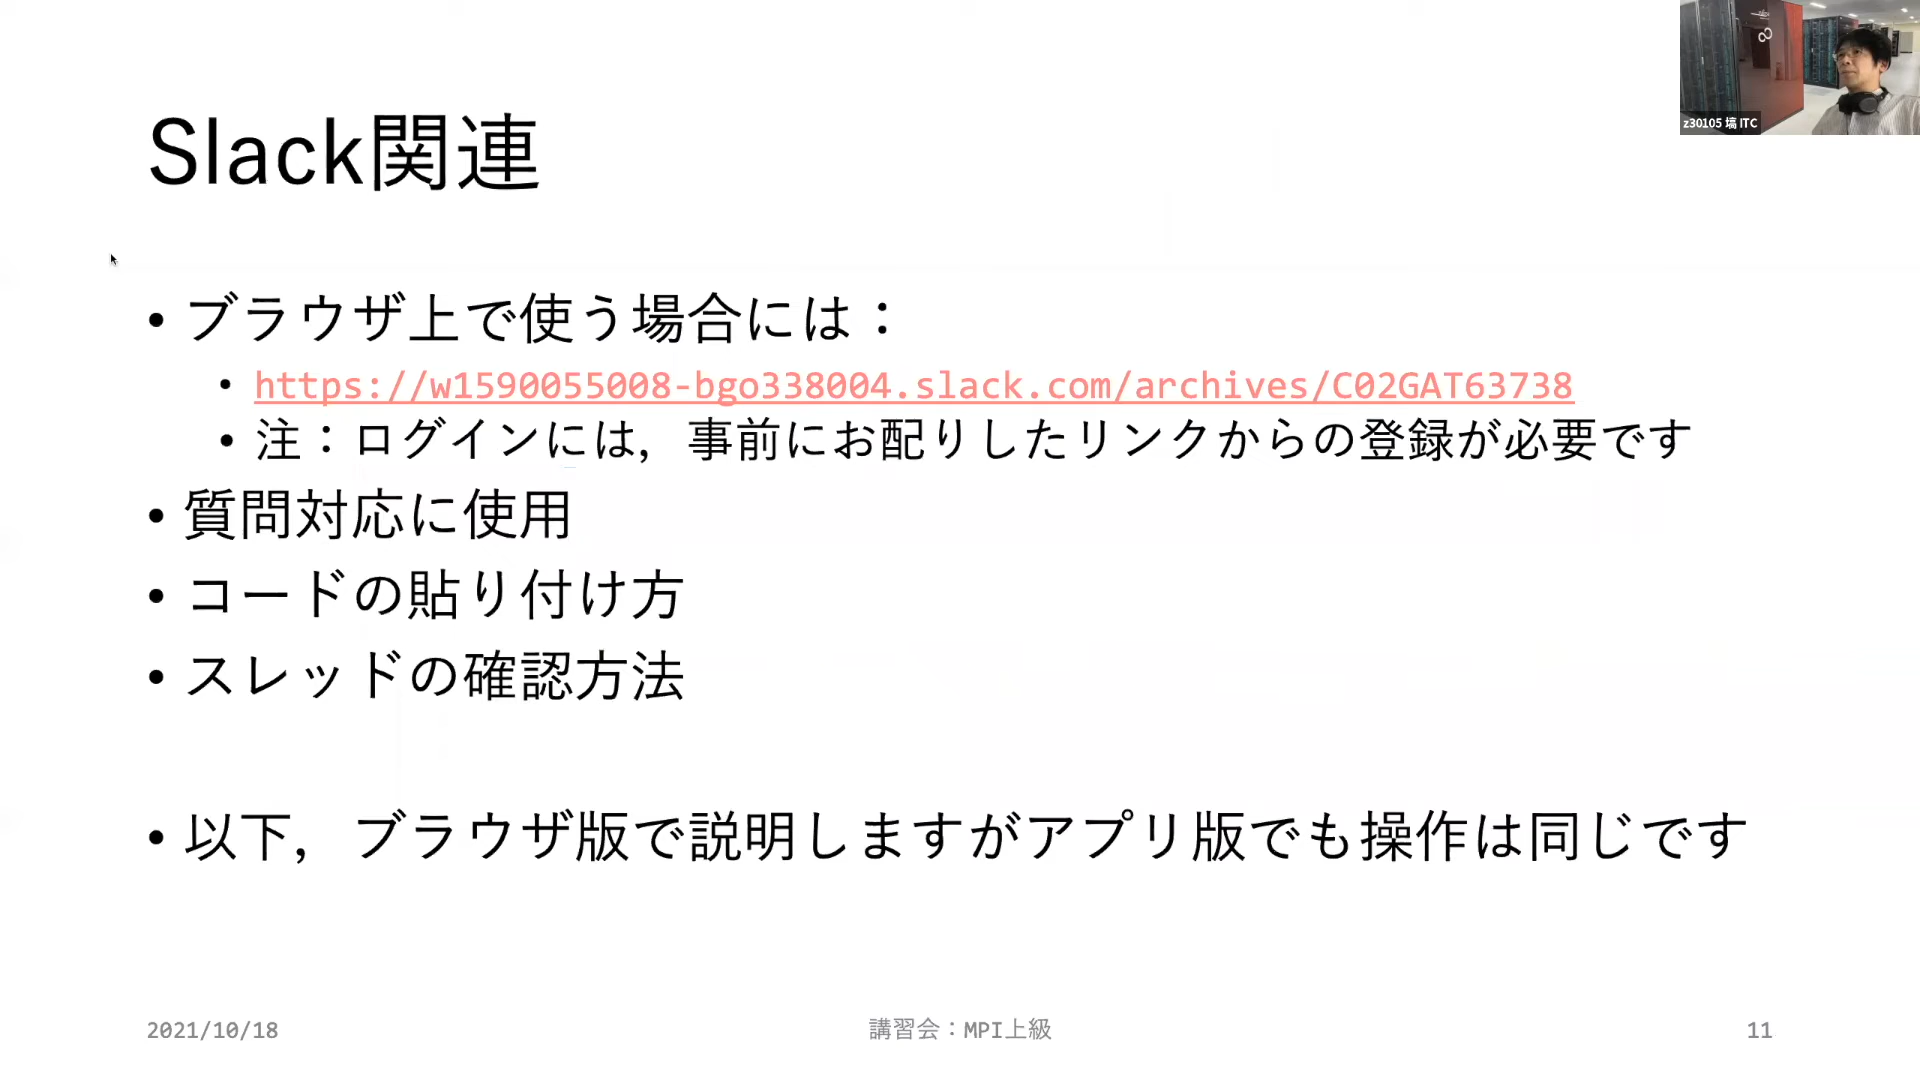 Slack関連
z30105 塙 ITC
• ブラウザ上で使う場合には：
• https://w1590055008-bgo338004.slack.com/archives/C02GAT63738
• 注：ログインには，事前にお配りしたリンクからの登録が必要です
• 質問対応に使用
• コードの貼り付け方
• スレッドの確認方法
• 以下，ブラウザ版で説明しますがアプリ版でも操作は同じです
2021/10/18
講習会：MPI上級
11